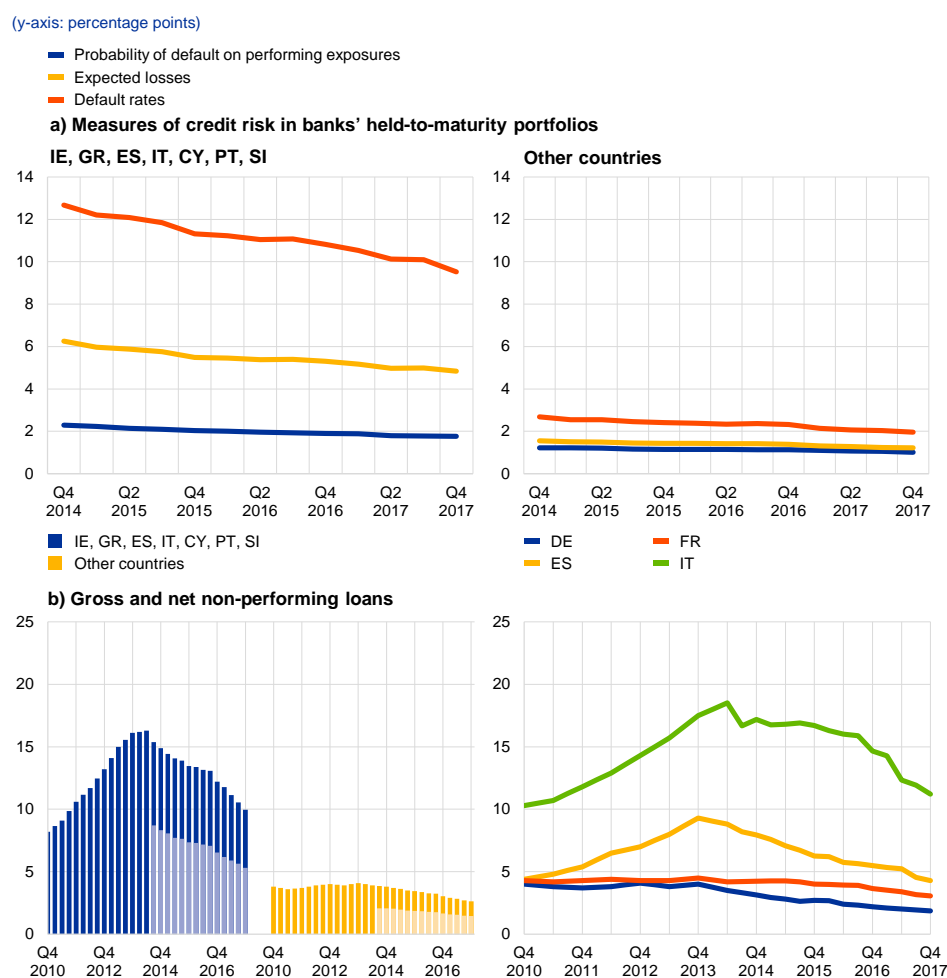 (y-axis: percentage points)
Probability of default on performing exposures
Expected losses
Default rates
a) Measures of credit risk in banks’ held-to-maturity portfolios
IE, GR, ES, IT, CY, PT, SI
14
12
10
8
6
4
2
0
Q4 Q2 Q4 Q2 Q4 Q2 Q4
2014 2015 2015 2016 2016 2017 2017
Other countries
14
12
10
8
6
4
2
0
Q4 Q2 Q4 Q2 Q4 Q2 Q4
2014 2015 2015 2016 2016 2017 2017
IE, GR, ES, IT, CY, PT, SI
Other countries
DE FR
ES IT
b) Gross and net non-performing loans
25
20
15
10
5
0
Q4 Q4 Q4 Q4 Q4 Q4 Q4 Q4
2010 2012 2014 2016 2010 2012 2014 2016
25
20
15
10
5
0
Q4 Q4 Q4 Q4 Q4 Q4 Q4 Q4
2010 2011 2012 2013 2014 2015 2016 2017